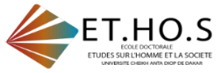 ET.HO.S
ECOLE DOCTORALE
ETUDES SUR L'HOMME ET LA SOCIETE
UNIVERSITE CHEIKH ANTA DIOP DE DAKAR